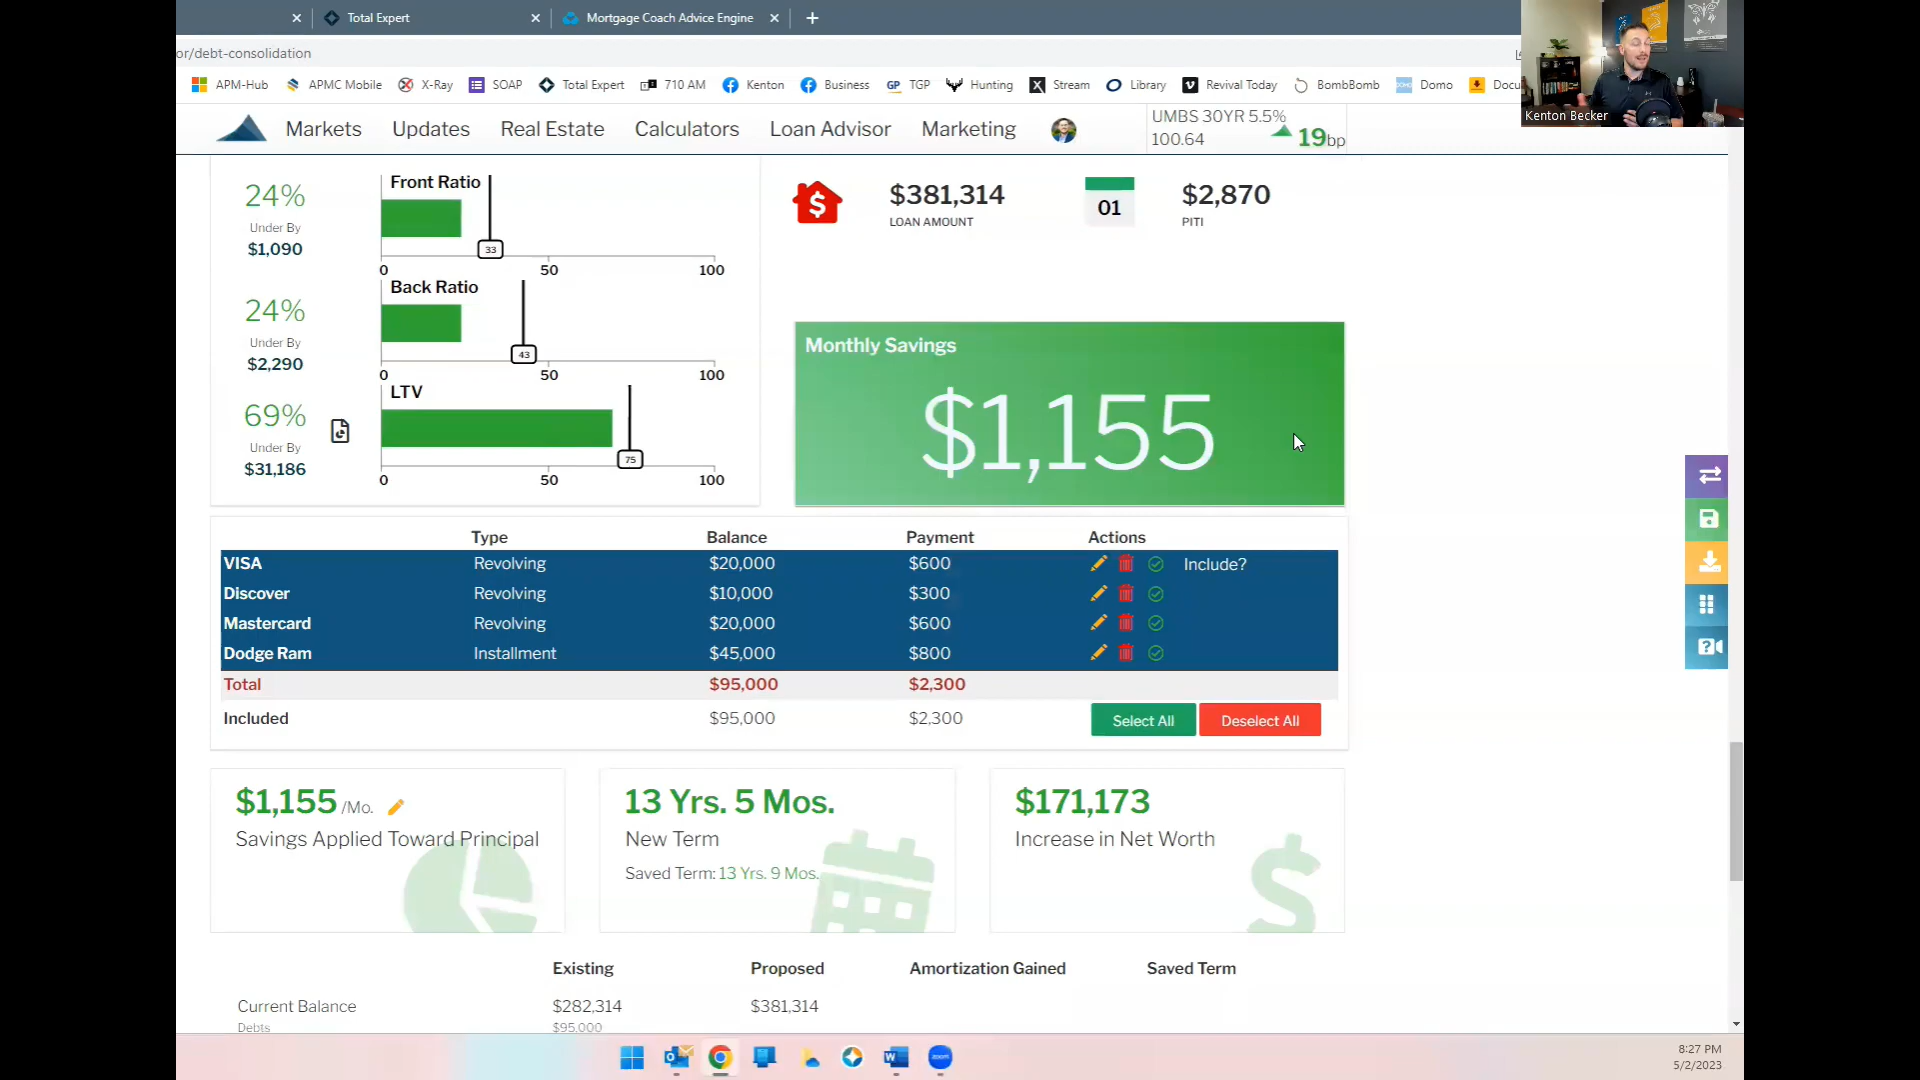 Total Expert
Mortgage Coach Advice Engine
or/debt-consolidation
APM-Hub
APMC Mobile
X-Ray
SOAP
Total Expert
710 AM
Kenton
Business
GP TGP
Hunting
Stream
Library
Revival Today
BombBomb
Domo
Docu
Kenton Becker
Markets
Updates
Real Estate
Calculators
Loan Advisor
Marketing
UMBS 30YR 5.5%
100.64
19bp
24%
Under By
$1,090
Front Ratio
33
0 50 100
24%
Under By
$2,290
Back Ratio
43
0 50 100
69%
Under By
$31,186
LTV
75
0 50 100
$381,314
LOAN AMOUNT
01
$2,870
PITI
Monthly Savings
$1,155
Type Balance Payment Actions
VISA Revolving $20,000 $600 Include?
Discover Revolving $10,000 $300
Mastercard Revolving $20,000 $600
Dodge Ram Installment $45,000 $800
Total $95,000 $2,300
Included $95,000 $2,300 Select All Deselect All
$1,155 /Mo.
Savings Applied Toward Principal
13 Yrs. 5 Mos.
New Term
Saved Term: 13 Yrs. 9 Mos.
$171,173
Increase in Net Worth
Existing Proposed Amortization Gained Saved Term
Current Balance $282,314 $381,314
Debts $95,000
8:27 PM
5/2/2023